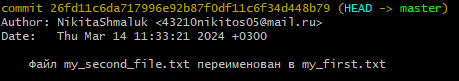 commit 26fd11c6da717996e92b87f0df11c6f34d448b79 (HEAD -> master)
Author: NikitaShmaluk <43210nikitos05@mail.ru>
Date:   Thu Mar 14 11:33:21 2024 +0300
Файл my_second_file.txt переименован в my_first.txt